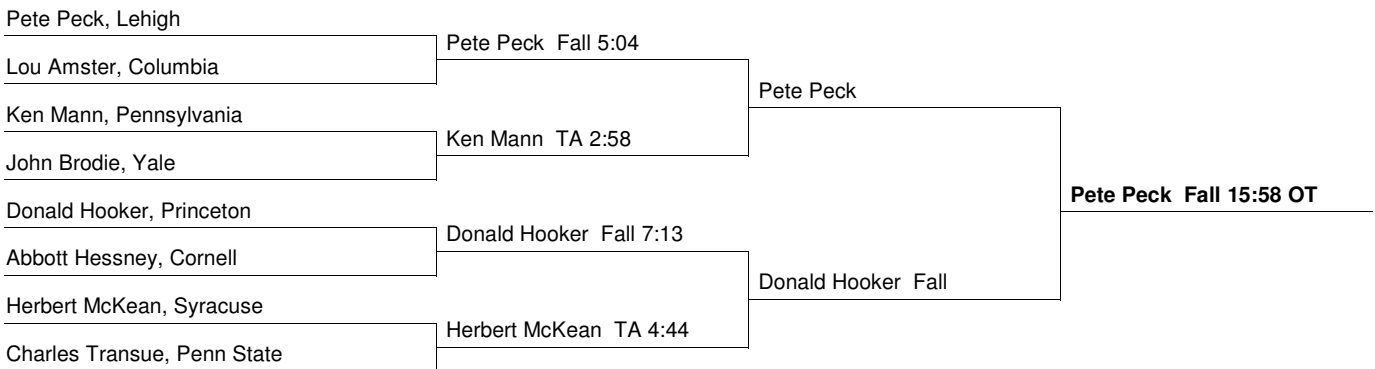 Pete Peck, Lehigh
Lou Amster, Columbia
Ken Mann, Pennsylvania
John Brodie, Yale
Donald Hooker, Princeton
Abbott Hessney, Cornell
Herbert McKean, Syracuse
Charles Transue, Penn State
Pete Peck Fall 5:04
Ken Mann TA 2:58
Donald Hooker Fall 7:13
Herbert McKean TA 4:44
Pete Peck
Donald Hooker Fall
Pete Peck Fall 15:58 OT